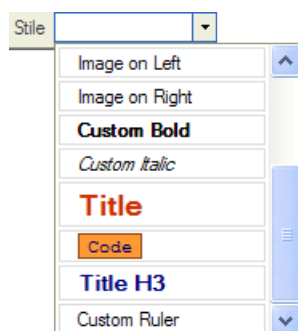 Stile
Image on Left
Image on Right
Custom Bold
Custom Italic
Title
Code
Title H3
Custom Ruler